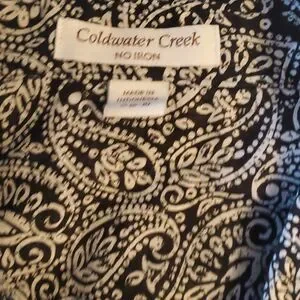 Coldwater Creek
NO IRON
MADE IN
INDONESIA